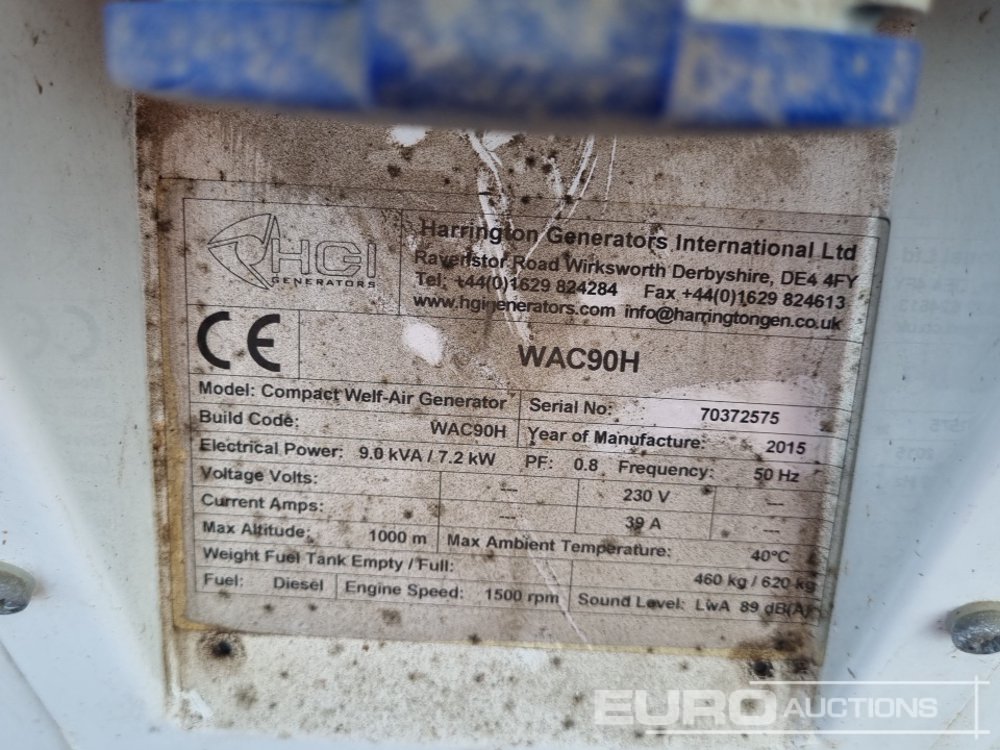 HGI
GENERATORS
Harrington Generators International Ltd
Ravenstor Road Wirksworth Derbyshire, DE4 4FY
Tel: +44(0)1629 824284 Fax +44(0)1629 824613
www.hgigenerators.com info@harringtongen.co.uk
CE
WAC90H
Model: Compact Welf-Air Generator Serial No: 70372575
Build Code: WAC90H Year of Manufacture: 2015
Electrical Power: 9.0 kVA / 7.2 kW PF: 0.8 Frequency: 50 Hz
Voltage Volts: --- 230 V ---
Current Amps: --- 39 A ---
Max Altitude: 1000 m Max Ambient Temperature: 40°C
Weight Fuel Tank Empty / Full: 460 kg / 620 kg
Fuel: Diesel Engine Speed: 1500 rpm Sound Level: LwA 89 dB(A)
EURO AUCTIONS